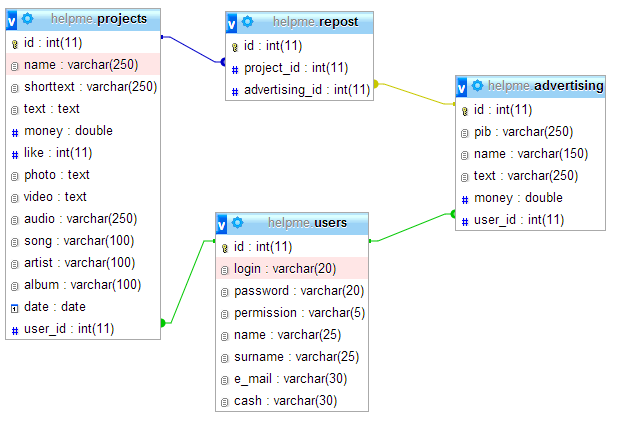 v helpme.projects
id : int(11)
name : varchar(250)
shorttext : varchar(250)
text : text
# money : double
# like : int(11)
photo : text
video : text
audio : varchar(250)
song : varchar(100)
artist : varchar(100)
album : varchar(100)
date : date
# user_id : int(11)
v helpme.repost
id : int(11)
# project_id : int(11)
# advertising_id : int(11)
v helpme.advertising
id : int(11)
pib : varchar(250)
name : varchar(150)
text : varchar(250)
# money : double
# user_id : int(11)
v helpme.users
id : int(11)
login : varchar(20)
password : varchar(20)
permission : varchar(5)
name : varchar(25)
surname : varchar(25)
e_mail : varchar(30)
cash : varchar(30)